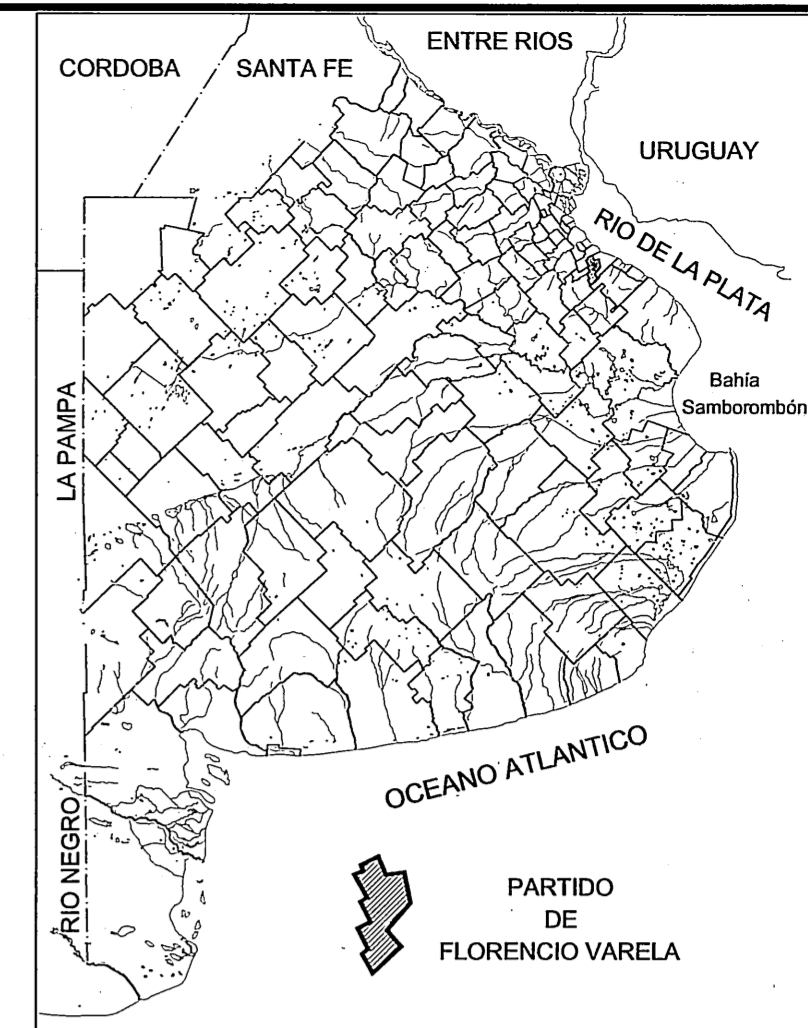 ENTRE RIOS
CORDOBA
SANTA FE
URUGUAY
RIO DE LA PLATA
Bahía
Samborombón
LA PAMPA
OCEANO ATLANTICO
RIO NEGRO
PARTIDO
DE
FLORENCIO VARELA